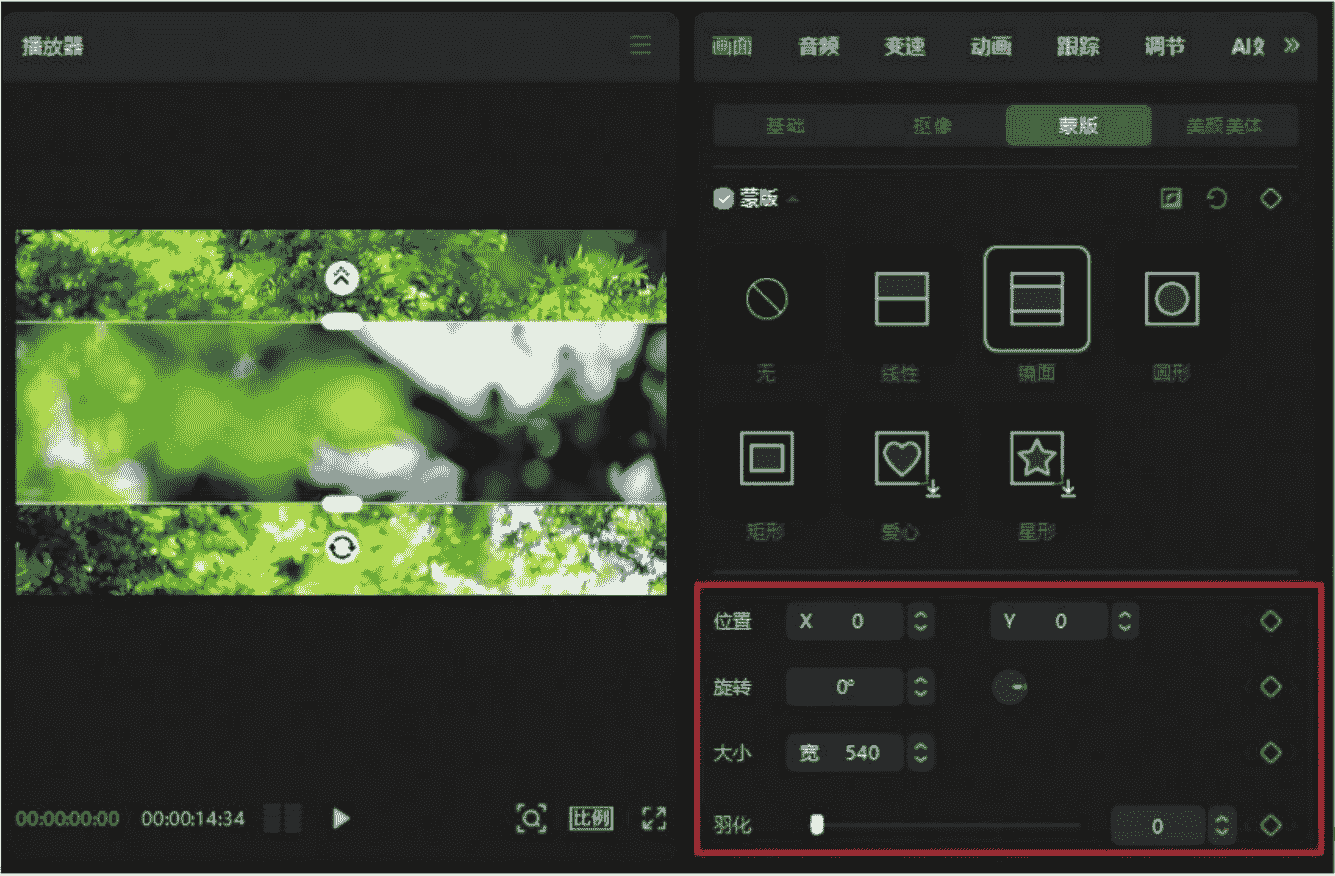 播放器
画面 音频 变速 动画 跟踪 调节 AI
基础 抠像 蒙版 美颜美体
蒙版
无 线性 镜面 圆形
矩形 爱心 星形
位置 X 0 Y 0
旋转 0°
大小 宽 540
羽化 0
00:00:00:00 00:00:14:34 比例